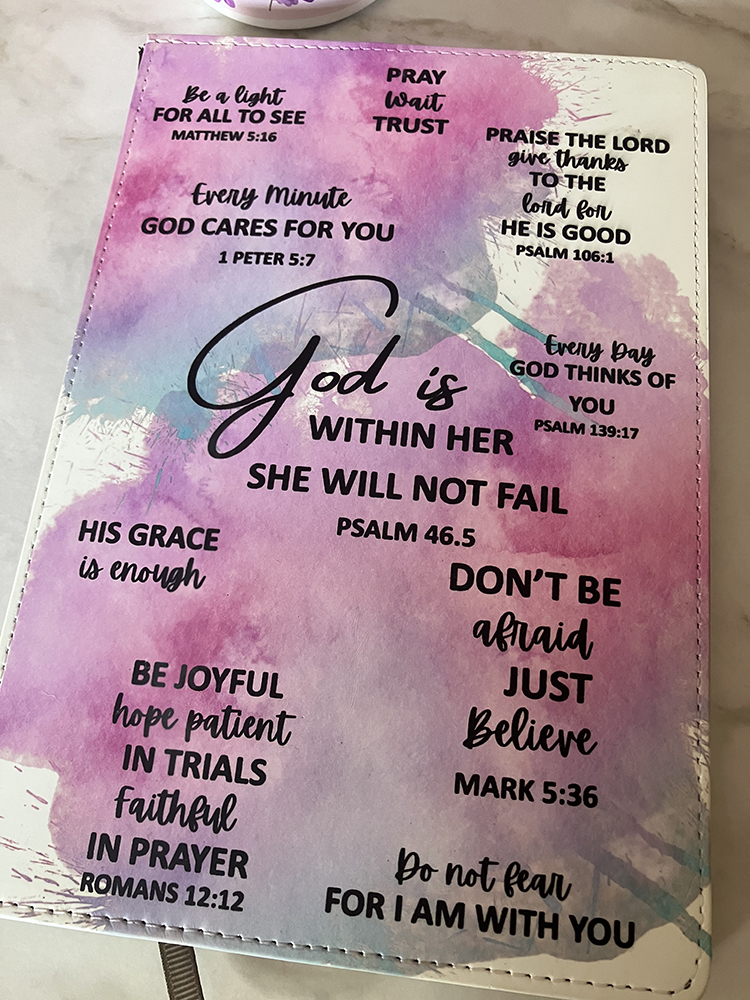 Be a light
FOR ALL TO SEE
MATTHEW 5:16
PRAY
Wait
TRUST
PRAISE THE LORD
give thanks
TO THE
lord for
HE IS GOOD
PSALM 106:1
Every Minute
GOD CARES FOR YOU
1 PETER 5:7
God is
WITHIN HER
SHE WILL NOT FAIL
PSALM 46.5
Every Day
GOD THINKS OF
YOU
PSALM 139:17
HIS GRACE
is enough
DON'T BE
afraid
JUST
Believe
MARK 5:36
BE JOYFUL
hope patient
IN TRIALS
Faithful
IN PRAYER
ROMANS 12:12
Do not fear
FOR I AM WITH YOU